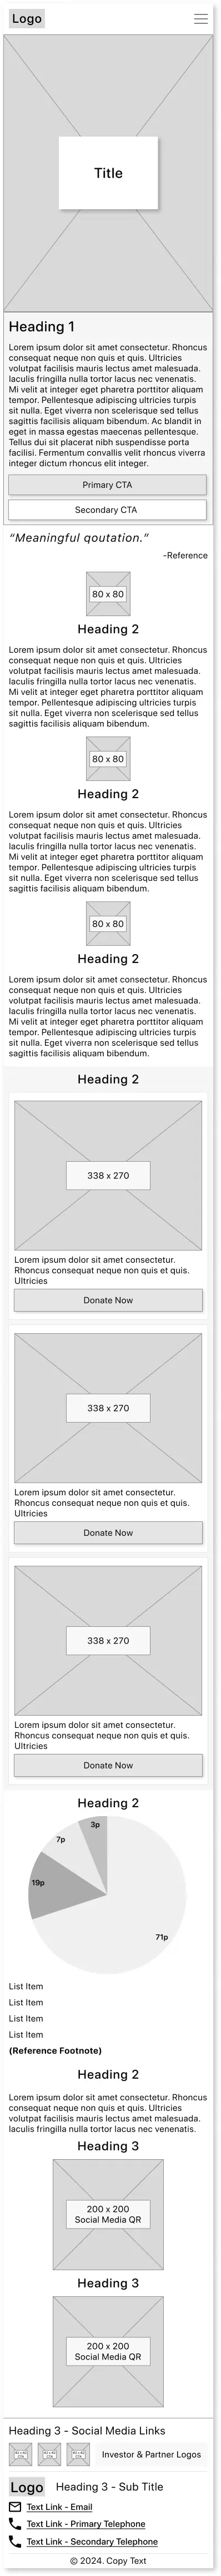 Logo
Title
Heading 1
Lorem ipsum dolor sit amet consectetur. Rhoncus
consequat neque non quis et quis. Ultricies
volutpat facilisis mauris lectus amet malesuada.
Iaculis fringilla nulla tortor lacus nec venenatis.
Mi velit at integer eget pharetra porttitor aliquam
tempor. Pellentesque adipiscing ultricies turpis
sit nulla. Eget viverra non scelerisque sed tellus
sagittis facilisis aliquam bibendum. Ac blandit in
eget in massa egestas maecenas pellentesque.
Tellus dui sit placerat nibh suspendisse porta
facilisi. Fermentum convallis velit rhoncus viverra
integer dictum rhoncus elit integer.
Primary CTA
Secondary CTA
“Meaningful qoutation.”
-Reference
80 x 80
Heading 2
Lorem ipsum dolor sit amet consectetur. Rhoncus
consequat neque non quis et quis. Ultricies
volutpat facilisis mauris lectus amet malesuada.
Iaculis fringilla nulla tortor lacus nec venenatis.
Mi velit at integer eget pharetra porttitor aliquam
tempor. Pellentesque adipiscing ultricies turpis
sit nulla. Eget viverra non scelerisque sed tellus
sagittis facilisis aliquam bibendum.
80 x 80
Heading 2
Lorem ipsum dolor sit amet consectetur. Rhoncus
consequat neque non quis et quis. Ultricies
volutpat facilisis mauris lectus amet malesuada.
Iaculis fringilla nulla tortor lacus nec venenatis.
Mi velit at integer eget pharetra porttitor aliquam
tempor. Pellentesque adipiscing ultricies turpis
sit nulla. Eget viverra non scelerisque sed tellus
sagittis facilisis aliquam bibendum.
80 x 80
Heading 2
Lorem ipsum dolor sit amet consectetur. Rhoncus
consequat neque non quis et quis. Ultricies
volutpat facilisis mauris lectus amet malesuada.
Iaculis fringilla nulla tortor lacus nec venenatis.
Mi velit at integer eget pharetra porttitor aliquam
tempor. Pellentesque adipiscing ultricies turpis
sit nulla. Eget viverra non scelerisque sed tellus
sagittis facilisis aliquam bibendum.
Heading 2
338 x 270
Lorem ipsum dolor sit amet consectetur.
Rhoncus consequat neque non quis et quis.
Ultricies
Donate Now
338 x 270
Lorem ipsum dolor sit amet consectetur.
Rhoncus consequat neque non quis et quis.
Ultricies
Donate Now
338 x 270
Lorem ipsum dolor sit amet consectetur.
Rhoncus consequat neque non quis et quis.
Ultricies
Donate Now
Heading 2
3p
7p
19p
71p
List Item
List Item
List Item
List Item
(Reference Footnote)
Heading 2
Lorem ipsum dolor sit amet consectetur. Rhoncus
consequat neque non quis et quis. Ultricies
volutpat facilisis mauris lectus amet malesuada.
Iaculis fringilla nulla tortor lacus nec venenatis.
Heading 3
200 x 200
Social Media QR
Heading 3
200 x 200
Social Media QR
Heading 3 - Social Media Links
Investor & Partner Logos
Logo
Heading 3 - Sub Title
Text Link - Email
Text Link - Primary Telephone
Text Link - Secondary Telephone
© 2024. Copy Text